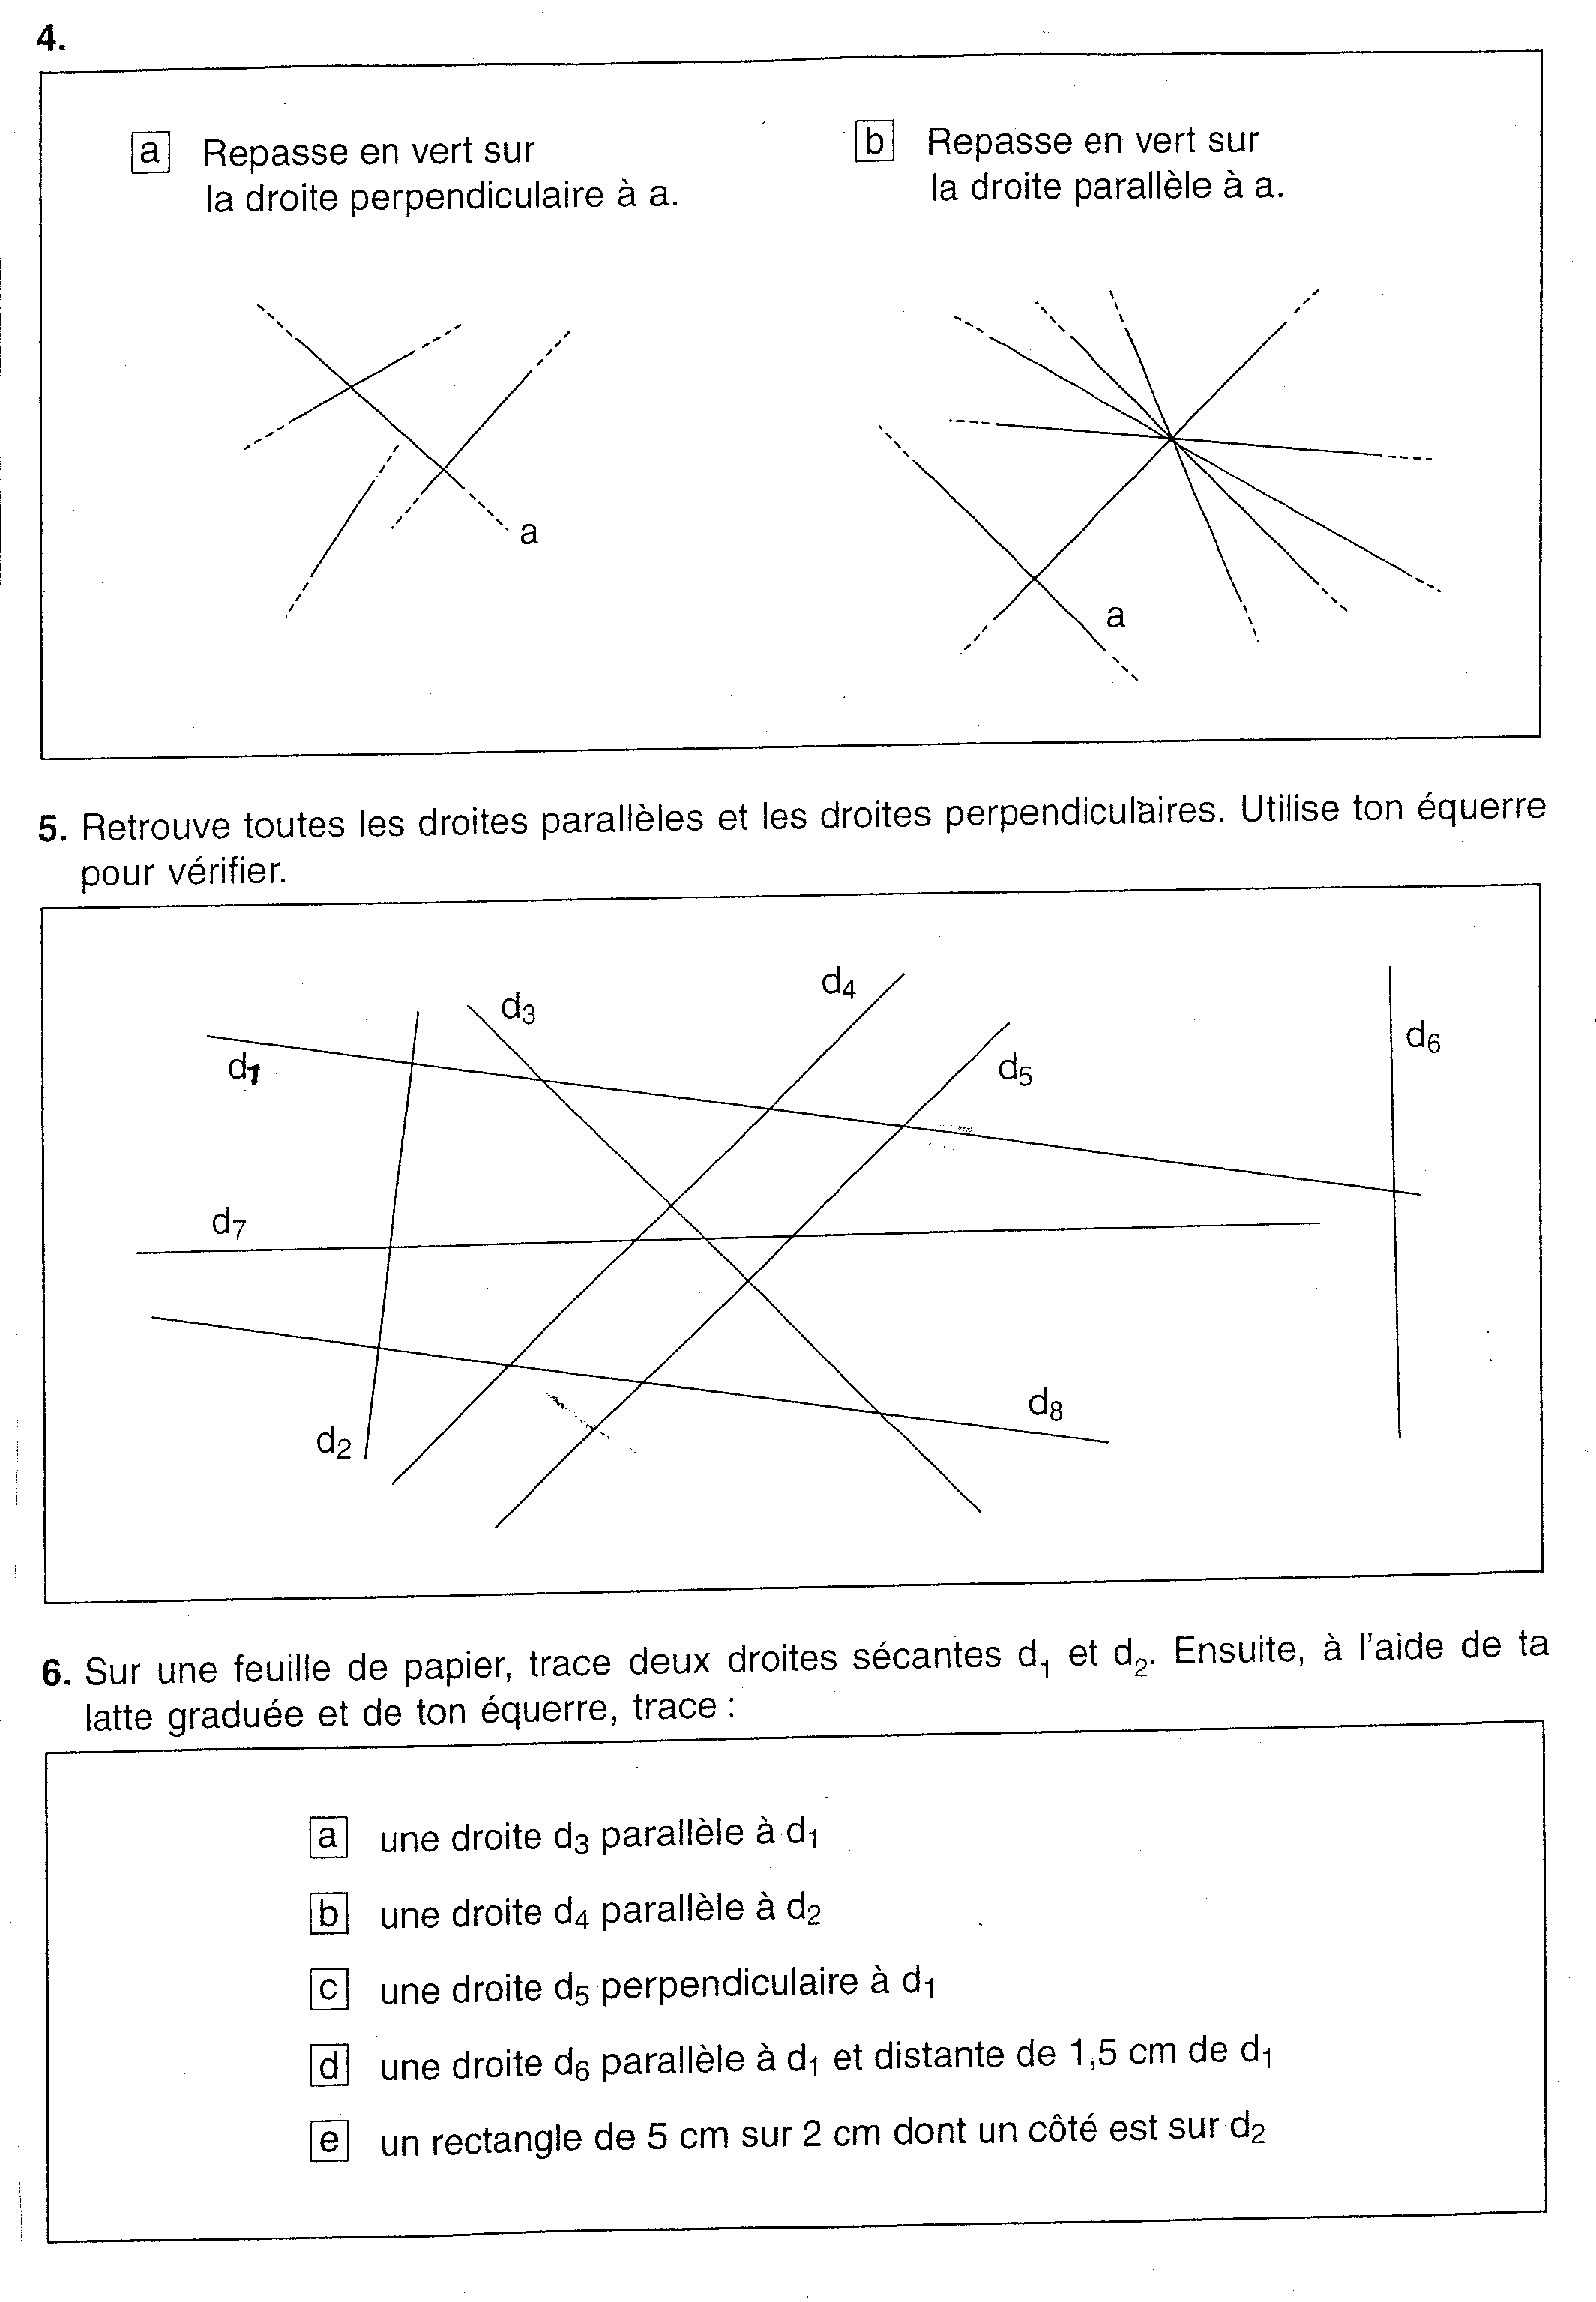 4.
a Repasse en vert sur
la droite perpendiculaire à a.
b Repasse en vert sur
la droite parallèle à a.
a
a
5. Retrouve toutes les droites parallèles et les droites perpendiculaires. Utilise ton équerre
pour vérifier.
d4
d3
d6
d1
d5
d7
d8
d2
6. Sur une feuille de papier, trace deux droites sécantes d1 et d2. Ensuite, à l'aide de ta
latte graduée et de ton équerre, trace :
a une droite d3 parallèle à d1
b une droite d4 parallèle à d2
c une droite d5 perpendiculaire à d1
d une droite d6 parallèle à d1 et distante de 1,5 cm de d1
e un rectangle de 5 cm sur 2 cm dont un côté est sur d2